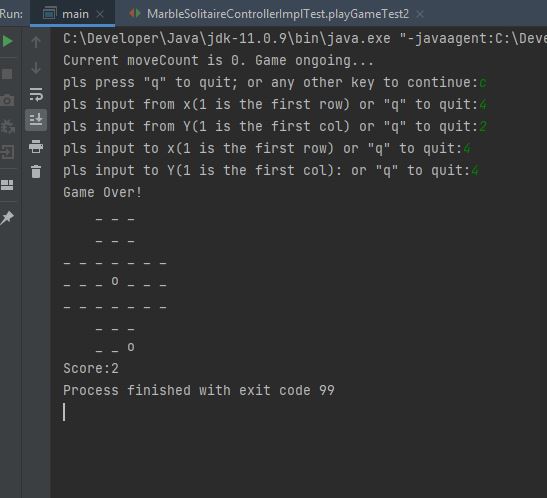 Run: main × MarbleSolitaireControllerImplTest.playGameTest2 ×
C:\Developer\Java\jdk-11.0.9\bin\java.exe "-javaagent:C:\Deve
Current moveCount is 0. Game ongoing...
pls press "q" to quit; or any other key to continue:c
pls input from x(1 is the first row) or "q" to quit:4
pls input from Y(1 is the first col) or "q" to quit:2
pls input to x(1 is the first row) or "q" to quit:4
pls input to Y(1 is the first col): or "q" to quit:4
Game Over!
    _ _ _
    _ _ _
_ _ _ _ _ _ _
_ _ _ O _ _ _
_ _ _ _ _ _ _
    _ _ _
    _ _ O
Score:2
Process finished with exit code 99